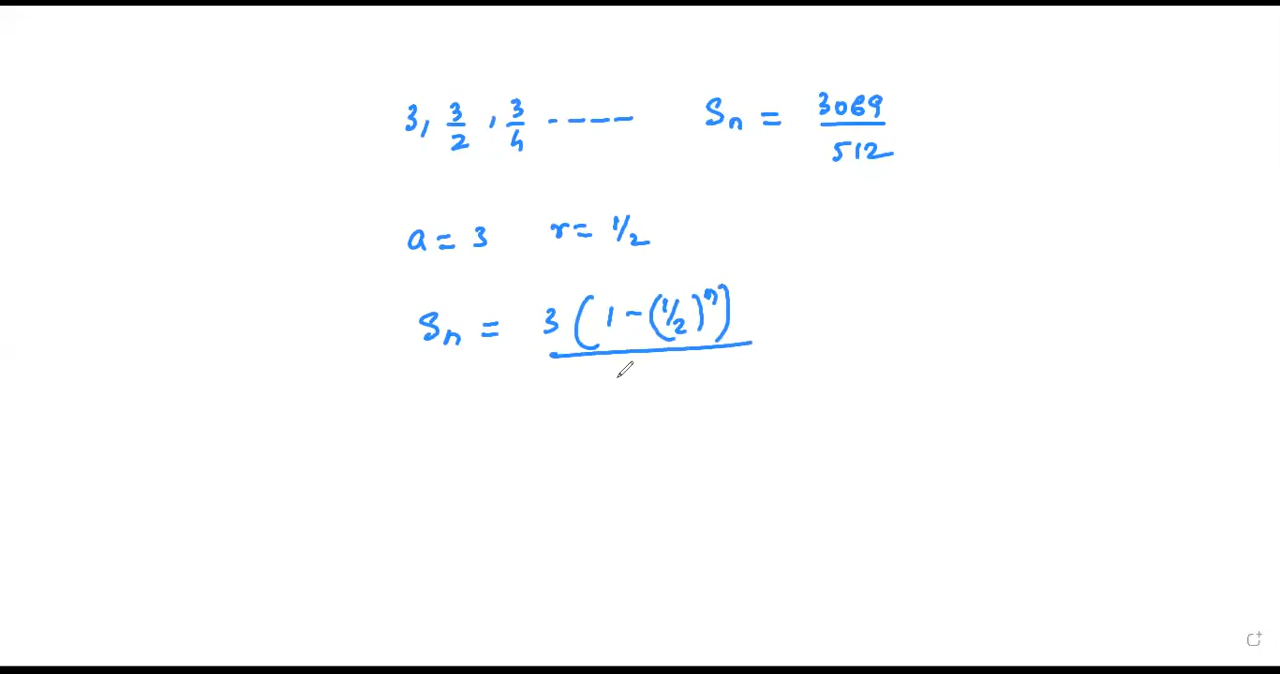 3, 3/2, 3/4 ----- Sn = 3069/512
a = 3 r = 1/2
Sn = 3(1-(1/2)^n)